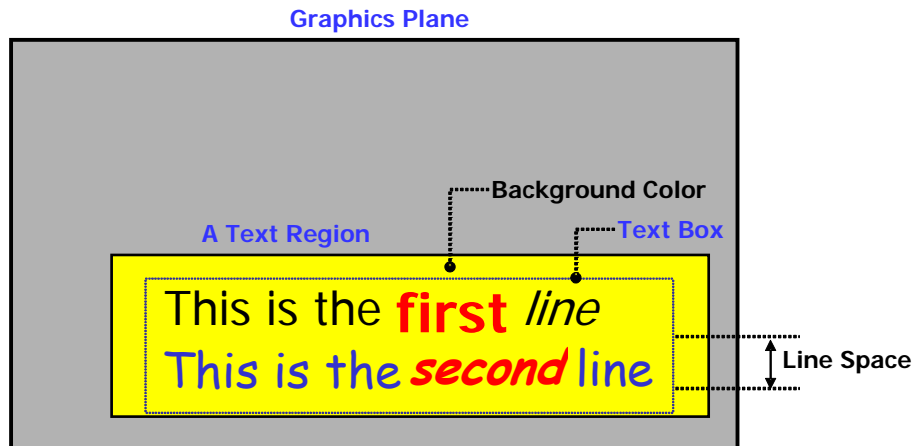 Graphics Plane
Background Color
A Text Region
Text Box
This is the first line
This is the second line
Line Space